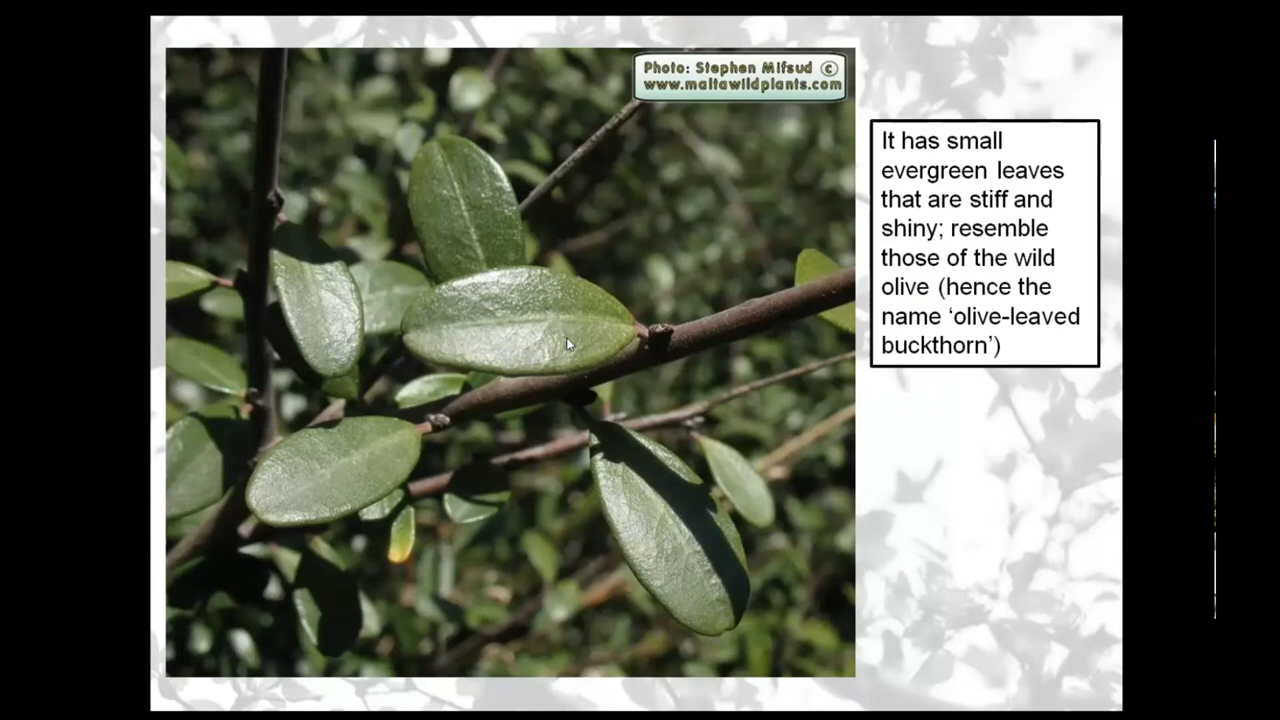 Photo: Stephen Mifsud ©
www.maltawildplants.com
It has small
evergreen leaves
that are stiff and
shiny; resemble
those of the wild
olive (hence the
name ‘olive-leaved
buckthorn’)